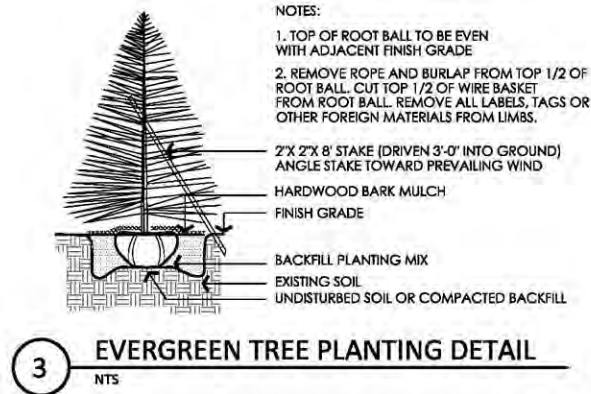 NOTES:
1. TOP OF ROOT BALL TO BE EVEN
WITH ADJACENT FINISH GRADE
2. REMOVE ROPE AND BURLAP FROM TOP 1/2 OF
ROOT BALL. CUT TOP 1/2 OF WIRE BASKET
FROM ROOT BALL. REMOVE ALL LABELS, TAGS OR
OTHER FOREIGN MATERIALS FROM LIMBS.
2"X 2"X 8' STAKE (DRIVEN 3'-0" INTO GROUND)
ANGLE STAKE TOWARD PREVAILING WIND
HARDWOOD BARK MULCH
FINISH GRADE
BACKFILL PLANTING MIX
EXISTING SOIL
UNDISTURBED SOIL OR COMPACTED BACKFILL
3 EVERGREEN TREE PLANTING DETAIL
NTS